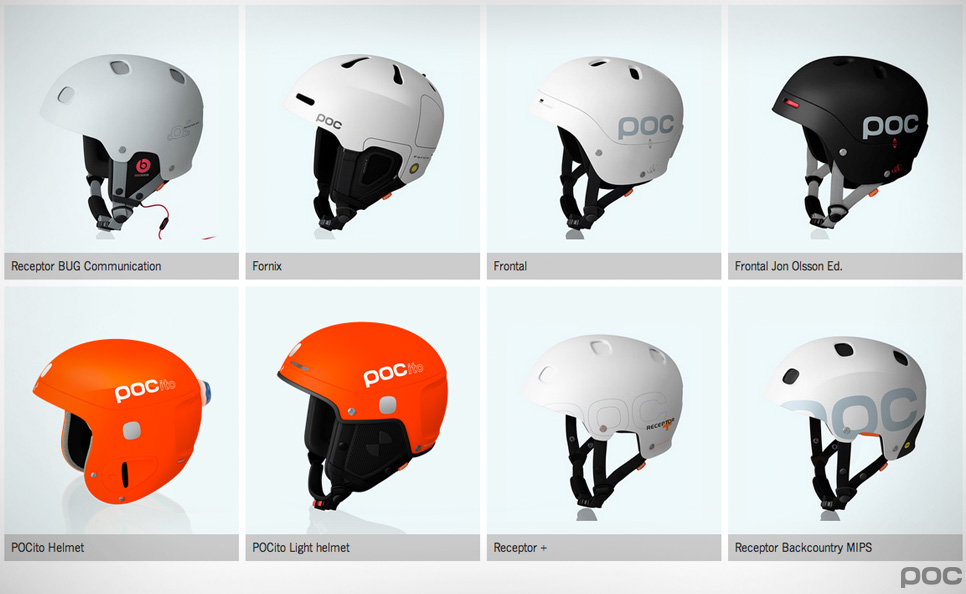 poc
poc
poc
Receptor BUG Communication
Fornix
Frontal
Frontal Jon Olsson Ed.
POCito
POCito
poc
RECEPTOR
poc
POCito Helmet
POCito Light helmet
Receptor +
Receptor Backcountry MIPS
poc